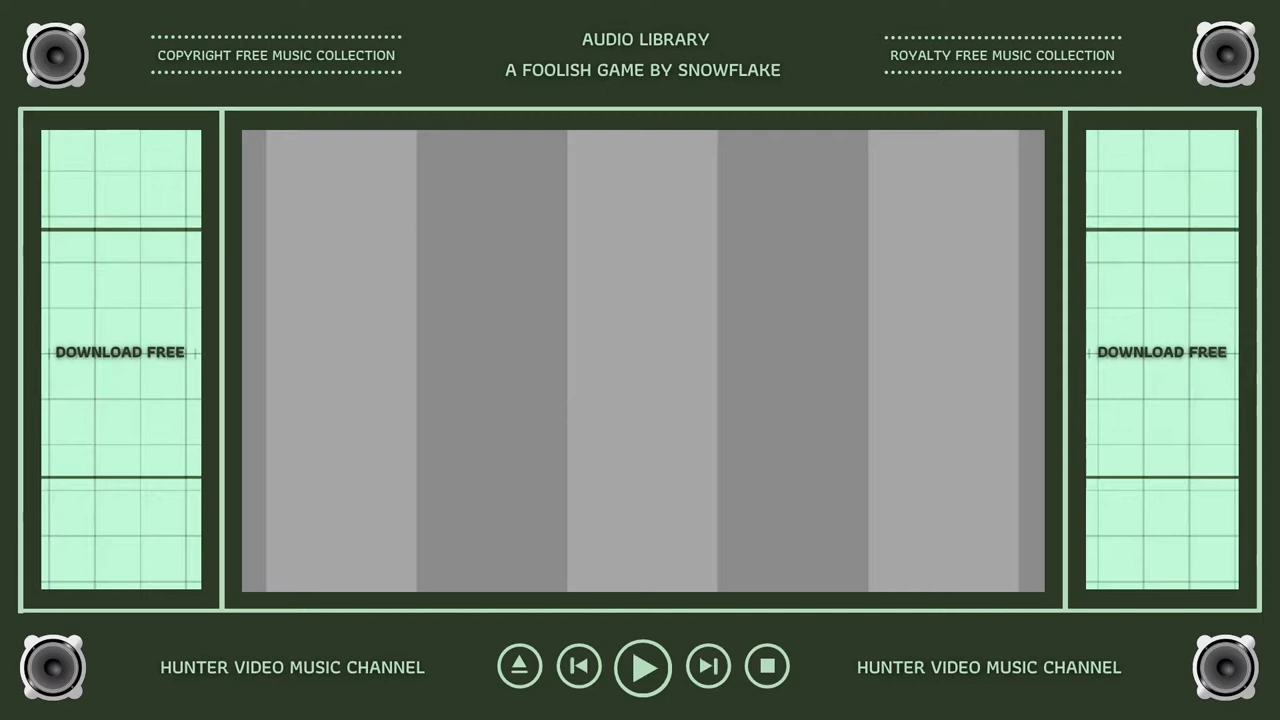 COPYRIGHT FREE MUSIC COLLECTION
AUDIO LIBRARY
A FOOLISH GAME BY SNOWFLAKE
ROYALTY FREE MUSIC COLLECTION
DOWNLOAD FREE
DOWNLOAD FREE
HUNTER VIDEO MUSIC CHANNEL
HUNTER VIDEO MUSIC CHANNEL